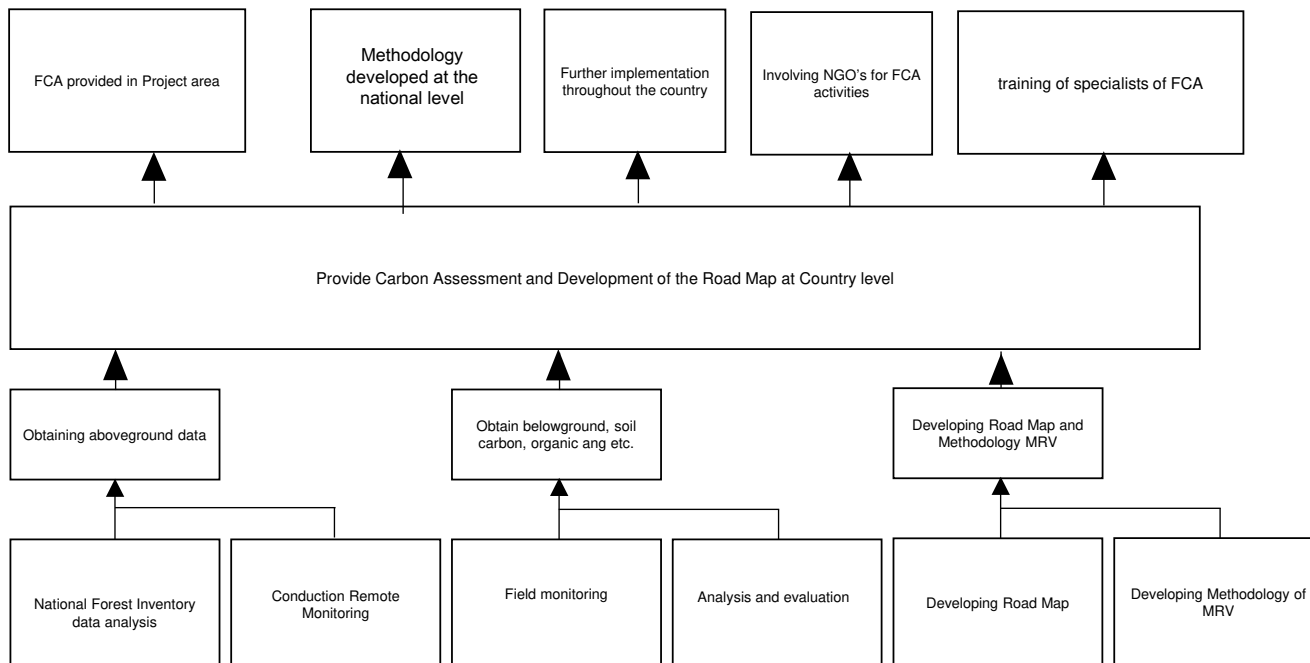 FCA provided in Project area
Methodology
developed at the
national level
Further implementation
throughout the country
Involving NGO's for FCA
activities
training of specialists of FCA
Provide Carbon Assessment and Development of the Road Map at Country level
Obtaining aboveground data
Obtain belowground, soil
carbon, organic ang etc.
Developing Road Map and
Methodology MRV
National Forest Inventory
data analysis
Conduction Remote
Monitoring
Field monitoring
Analysis and evaluation
Developing Road Map
Developing Methodology of
MRV